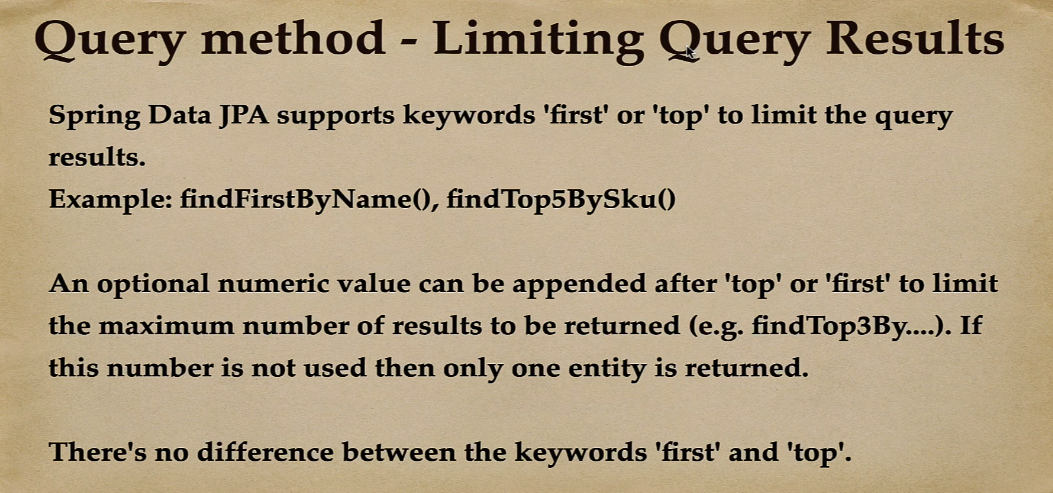 Query method - Limiting Query Results
Spring Data JPA supports keywords 'first' or 'top' to limit the query
results.
Example: findFirstByName(), findTop5BySku()
An optional numeric value can be appended after 'top' or 'first' to limit
the maximum number of results to be returned (e.g. findTop3By....). If
this number is not used then only one entity is returned.
There's no difference between the keywords 'first' and 'top'.